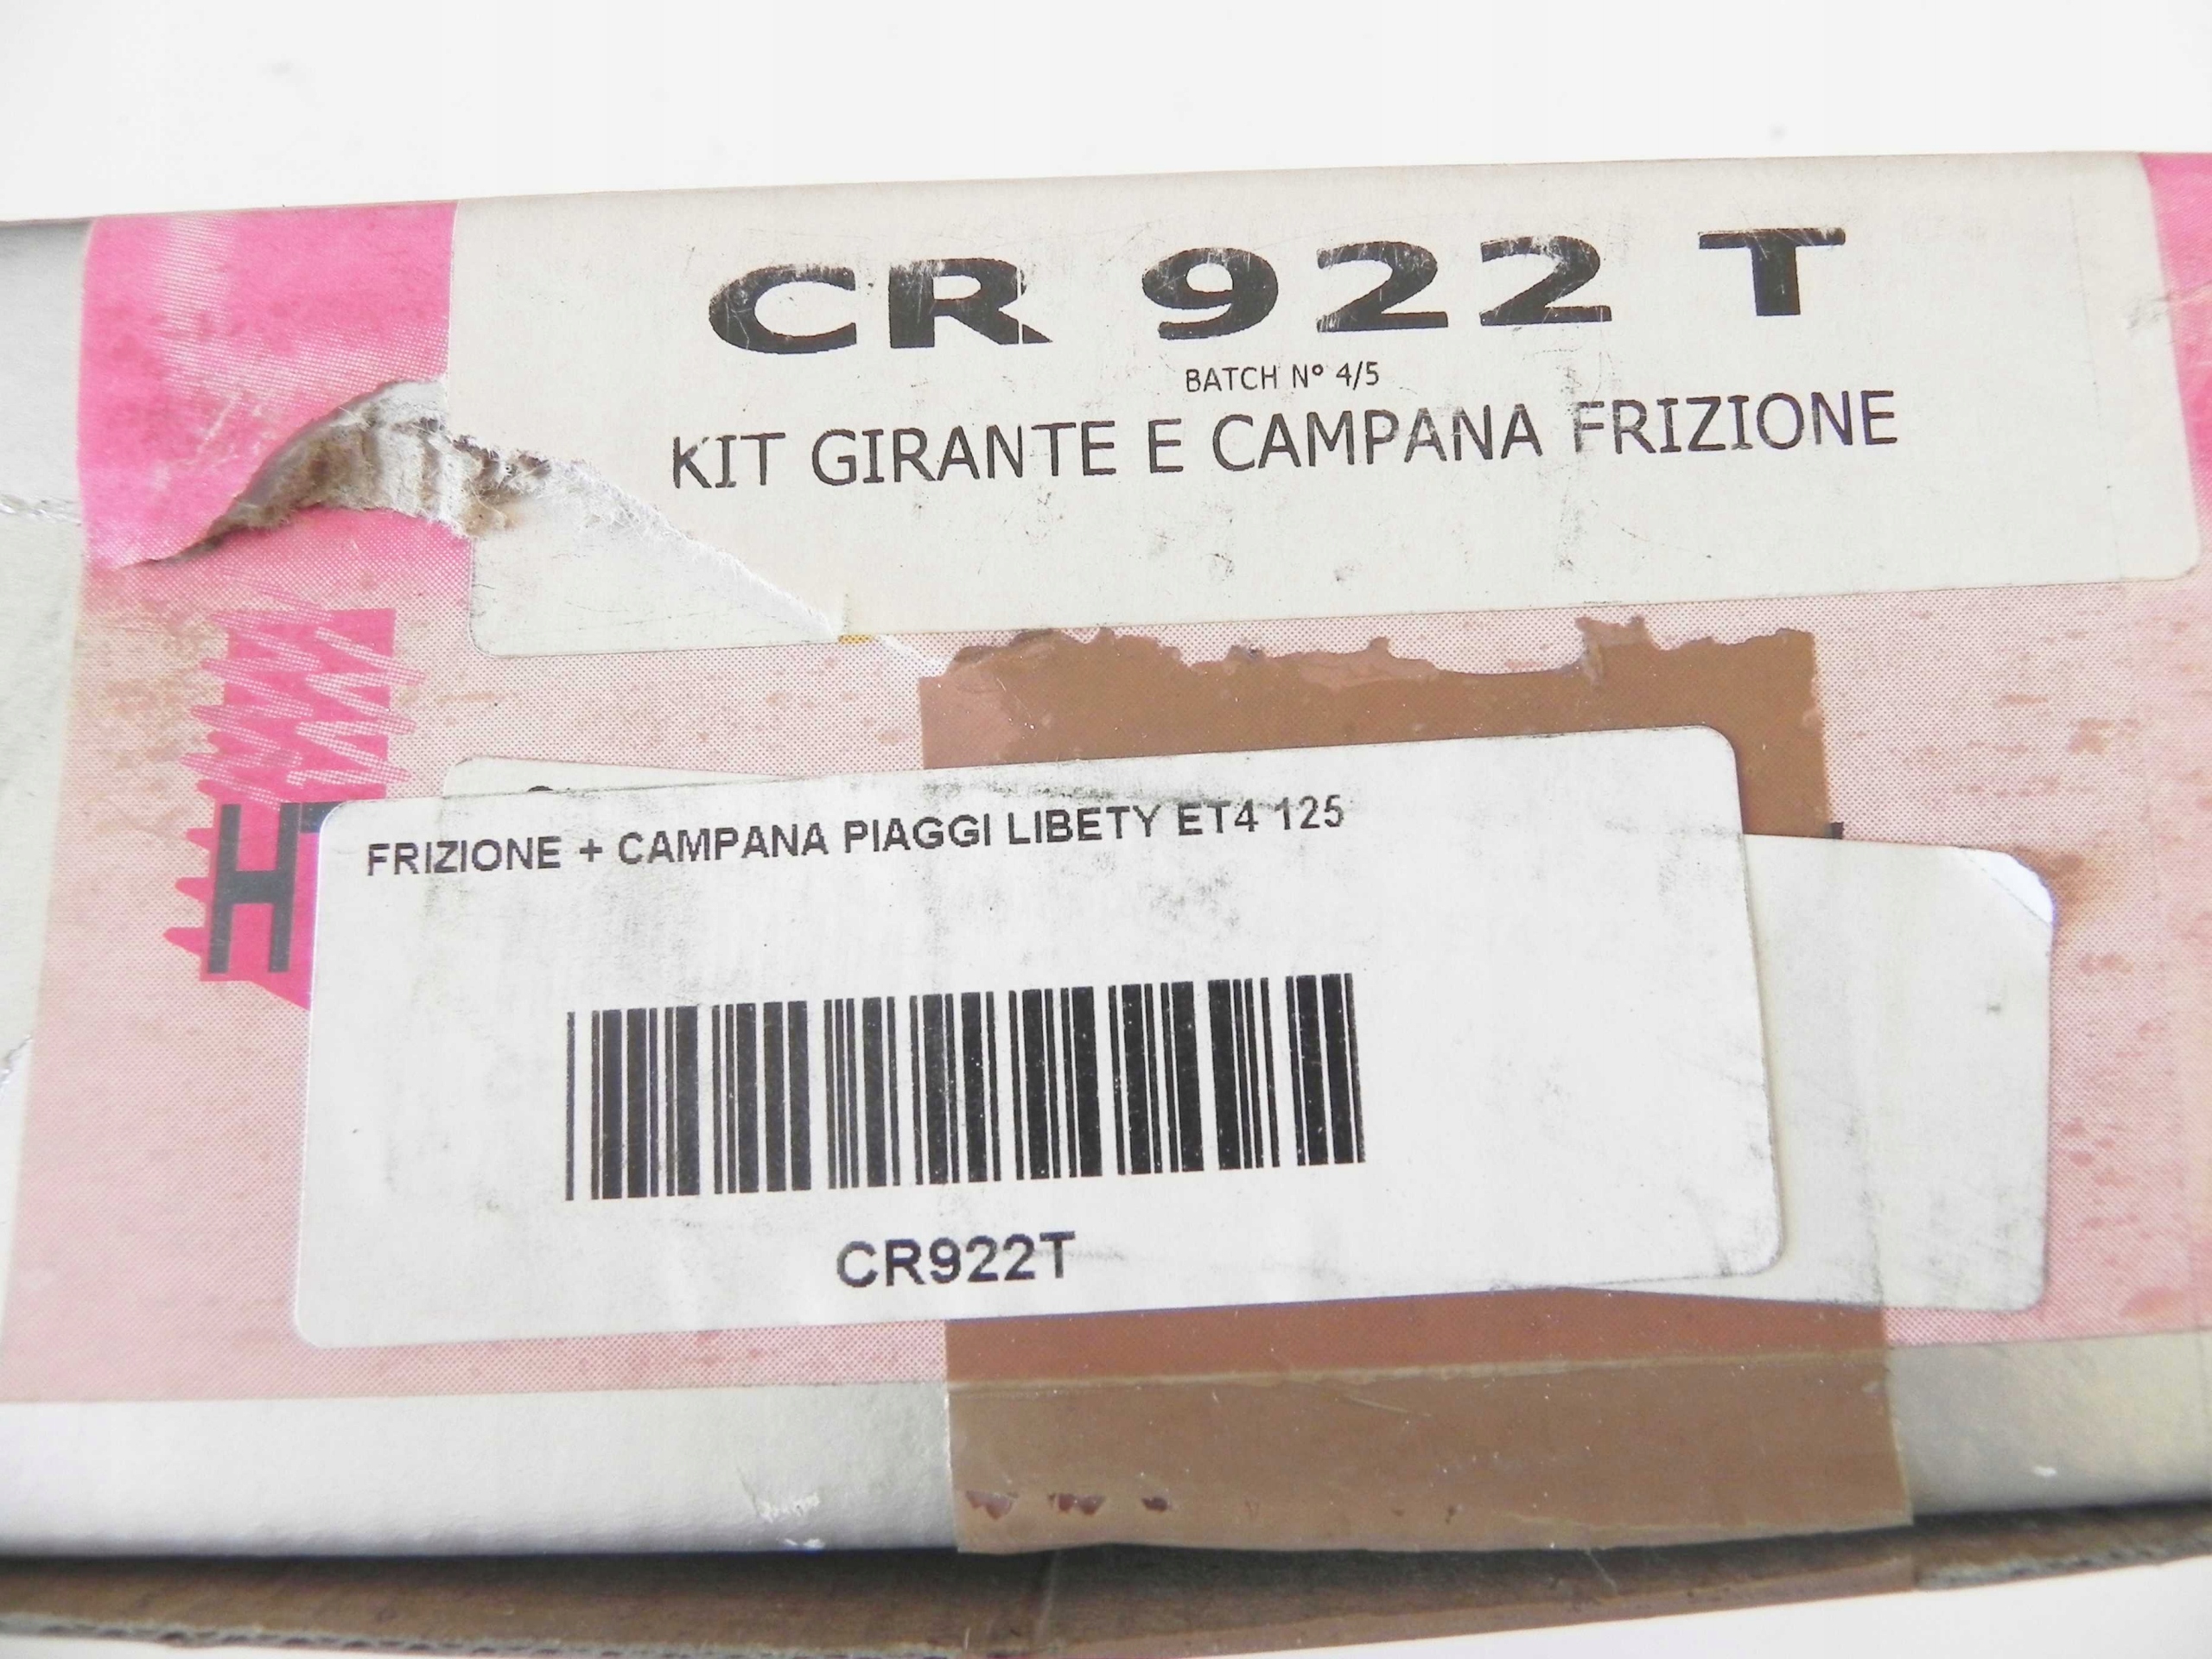 CR 922 T
BATCH N° 4/5
KIT GIRANTE E CAMPANA FRIZIONE
FRIZIONE + CAMPANA PIAGGI LIBETY ET4 125
CR922T